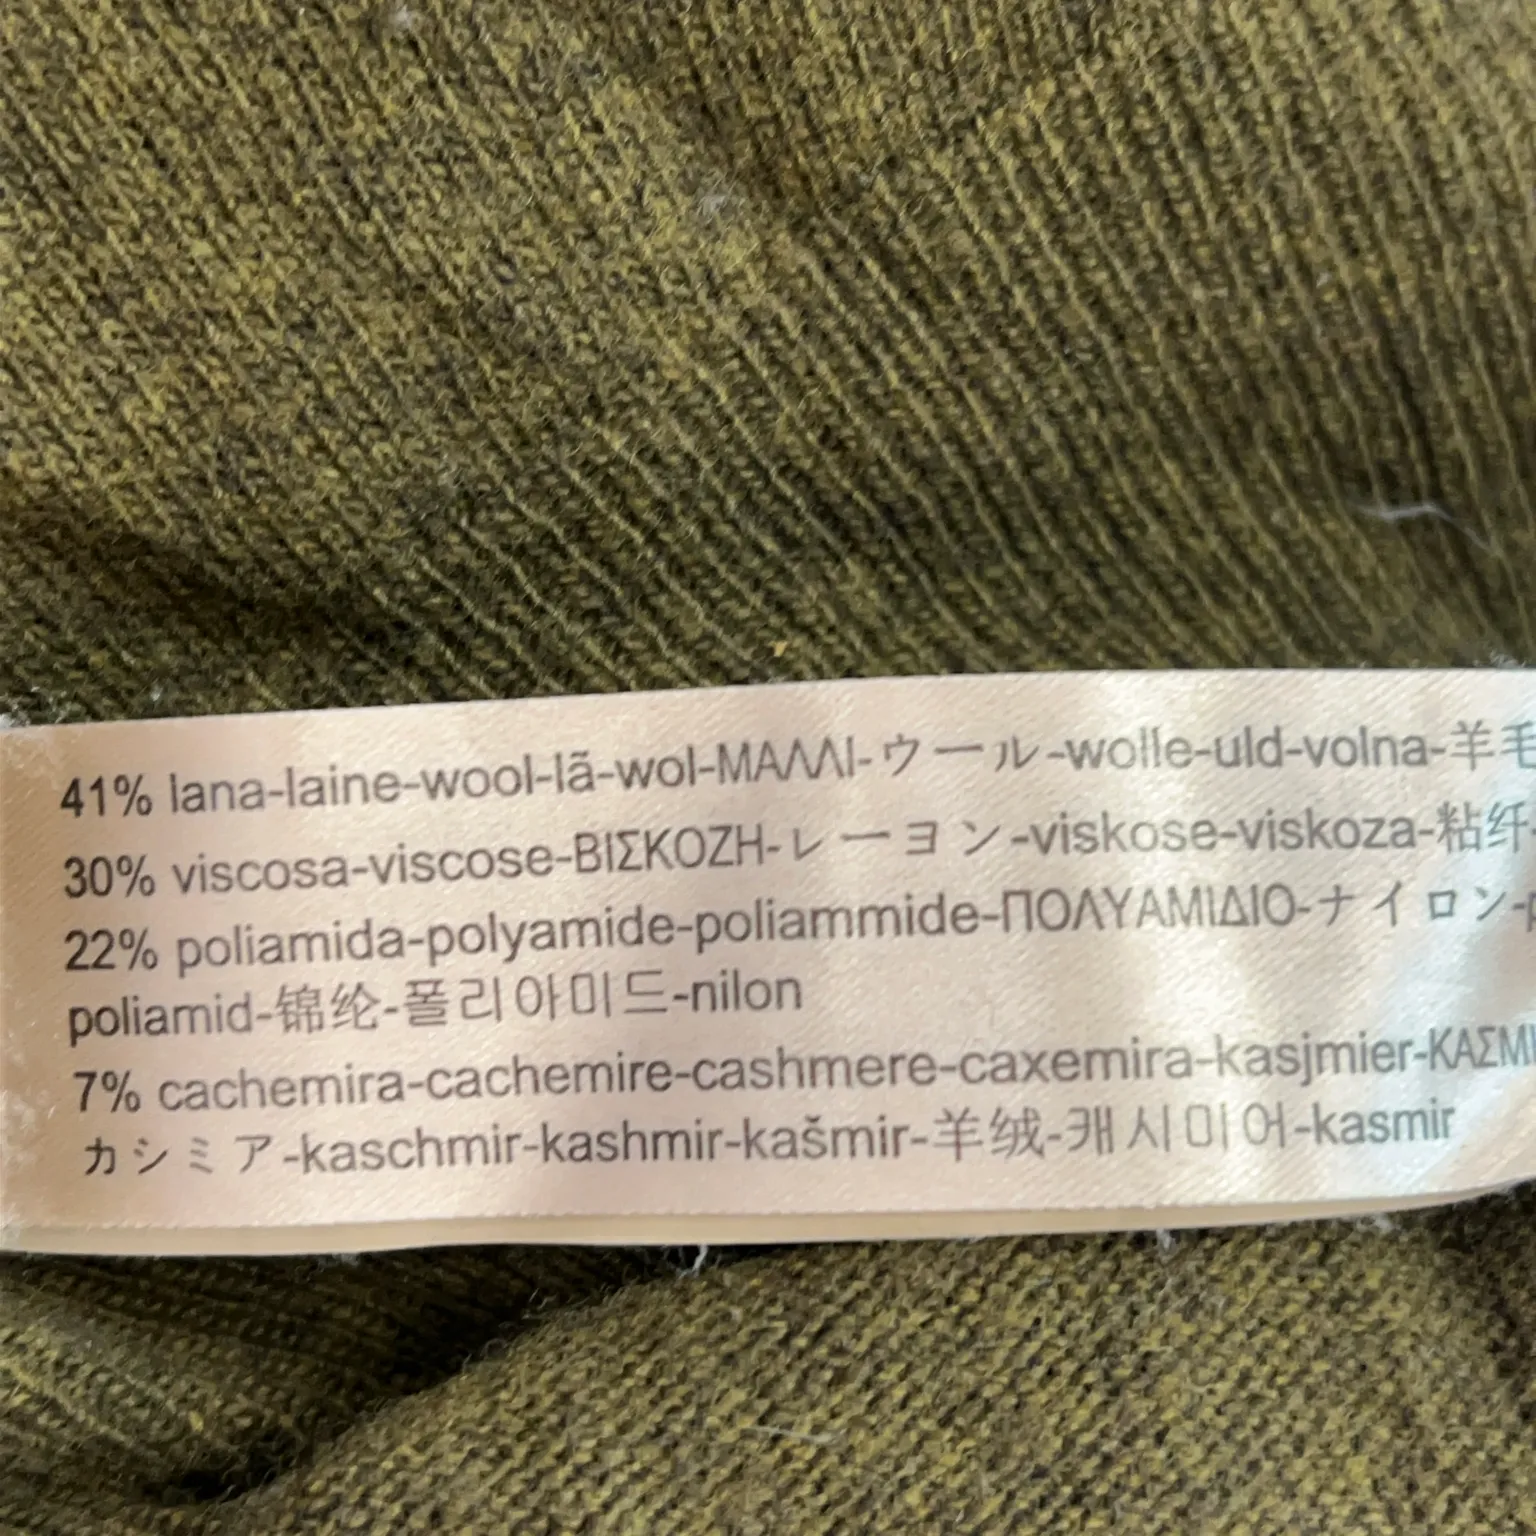 41% lana-laine-wool-lã-wol-ΜΑΛΛΙ-ウール-wolle-uld-volna-羊毛
30% viscosa-viscose-ΒΙΣΚΟΖΗ-レーヨン-viskose-viskoza-粘纤
22% poliamida-polyamide-poliammide-ΠΟΛΥΑΜΙΔΙΟ-ナイロン-
poliamid-锦纶-폴리아미드-nilon
7% cachemira-cachemire-cashmere-caxemira-kasjmier-ΚΑΣΜΙ
カシミア-kaschmir-kashmir-kašmir-羊绒-캐시미어-kasmir